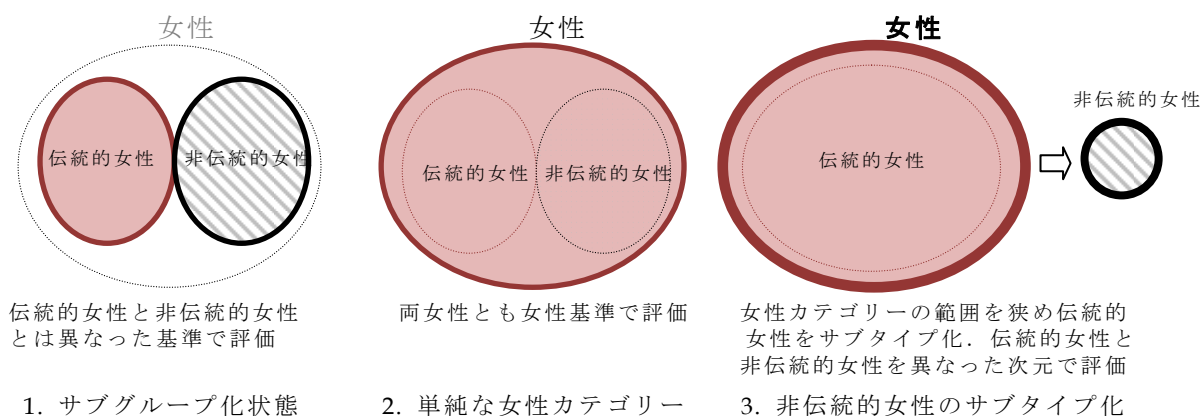 女性
伝統的女性
非伝統的女性
伝統的女性と非伝統的女性
とは異なった基準で評価
1. サブグループ化状態
女性
伝統的女性
非伝統的女性
両女性とも女性基準で評価
2. 単純な女性カテゴリー
女性
伝統的女性
非伝統的女性
女性カテゴリーの範囲を狭め伝統的
女性をサブタイプ化．伝統的女性と
非伝統的女性を異なった次元で評価
3. 非伝統的女性のサブタイプ化